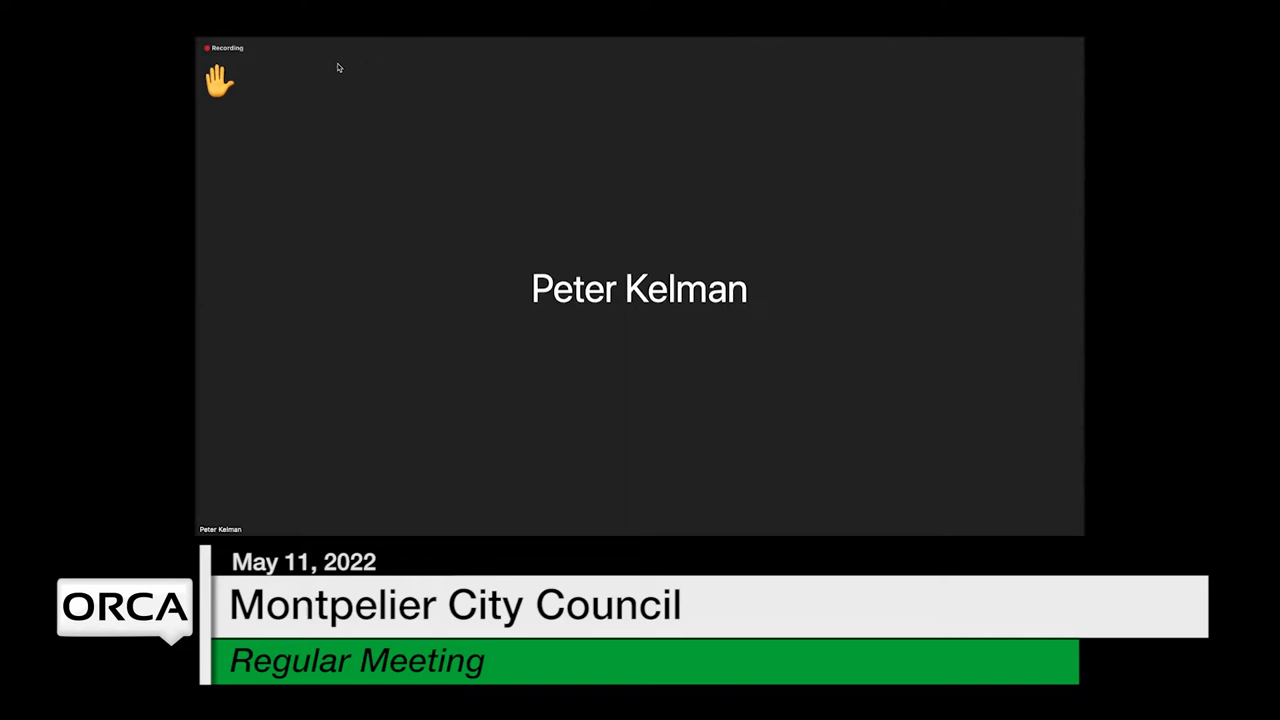 Recording
Peter Kelman
Peter Kelman
May 11, 2022
ORCA
Montpelier City Council
Regular Meeting